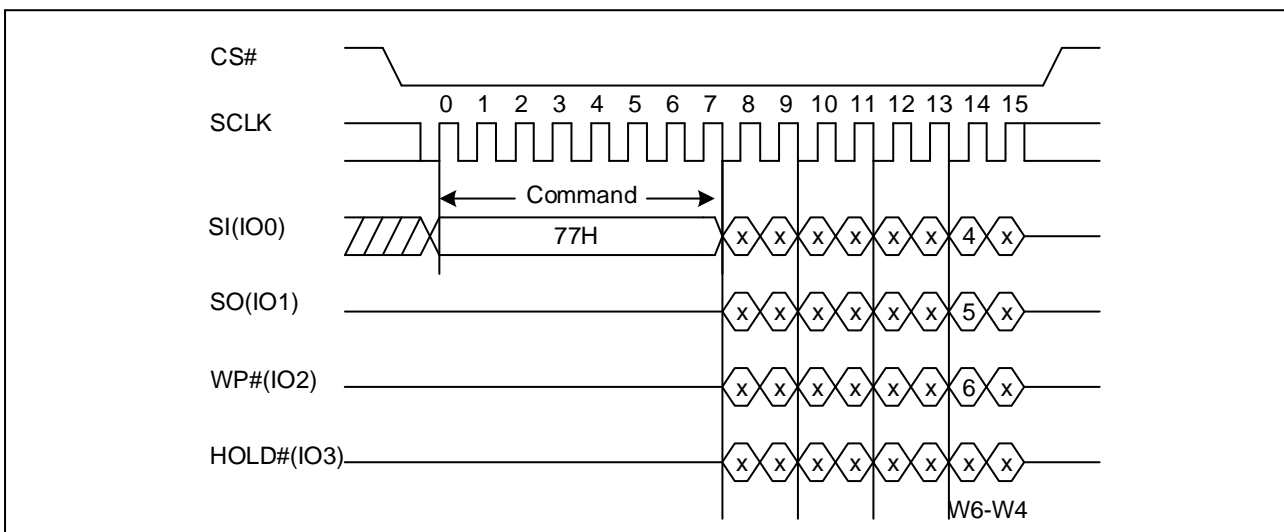 CS#
0 1 2 3 4 5 6 7 8 9 10 11 12 13 14 15
SCLK
Command
SI(IO0)
77H x x x x x x 4 x
SO(IO1)
x x x x x x 5 x
WP#(IO2)
x x x x x x 6 x
HOLD#(IO3)
x x x x x x x x
W6-W4